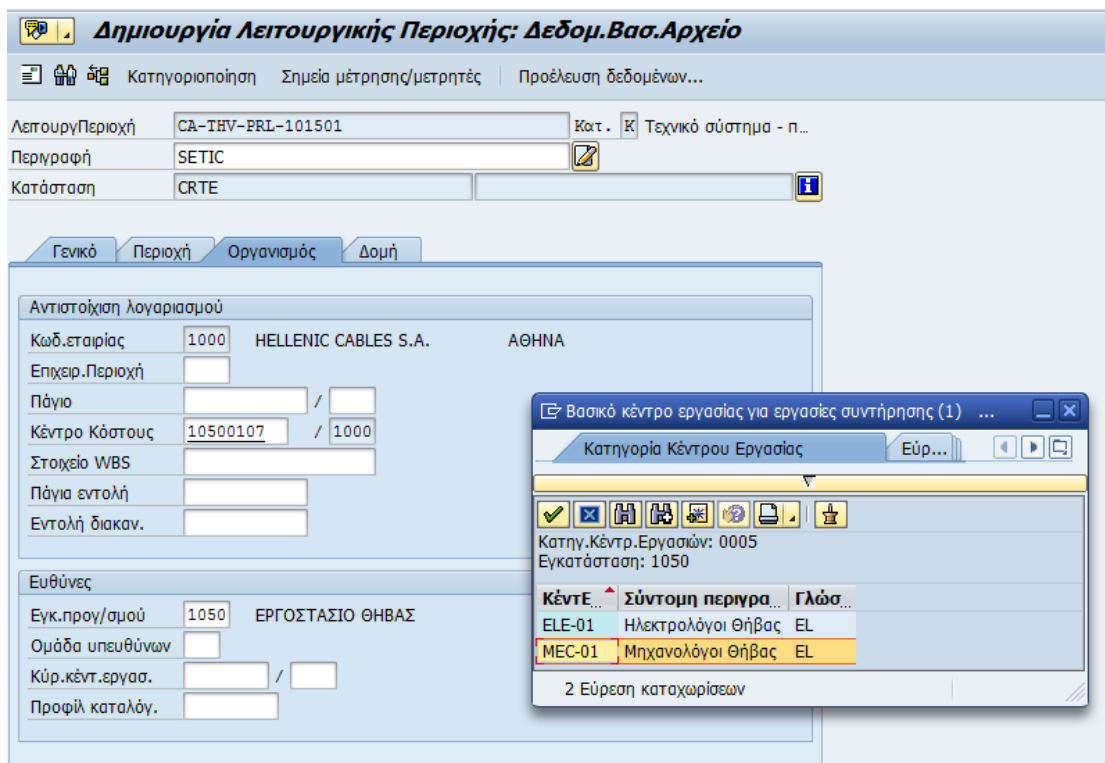 Δημιουργία Λειτουργικής Περιοχής: Δεδομ.Βασ.Αρχείο
Κατηγοριοποίηση Σημεία μέτρησης/μετρητές Προέλευση δεδομένων...
ΛειτουργΠεριοχή CA-THV-PRL-101501 Κατ. K Τεχνικό σύστημα - π...
Περιγραφή SETIC
Κατάσταση CRTE
Γενικό Περιοχή Οργανισμός Δομή
Αντιστοίχιση λογαριασμού
Κωδ.εταιρίας 1000 HELLENIC CABLES S.A. ΑΘΗΝΑ
Επιχειρ.Περιοχή
Πάγιο /
Κέντρο Κόστους 10500107 / 1000
Στοιχείο WBS
Πάγια εντολή
Εντολή διακαν.
Ευθύνες
Εγκ.προγ/σμού 1050 ΕΡΓΟΣΤΑΣΙΟ ΘΗΒΑΣ
Ομάδα υπευθύνων
Κύρ.κέντ.εργασ. /
Προφίλ καταλόγ.
Βασικό κέντρο εργασίας για εργασίες συντήρησης (1) ...
Κατηγορία Κέντρου Εργασίας Εύρ...
Κατηγ.Κέντρ.Εργασιών: 0005
Εγκατάσταση: 1050
ΚέντΕ... Σύντομη περιγρα... Γλώσ...
ELE-01 Ηλεκτρολόγοι Θήβας EL
MEC-01 Μηχανολόγοι Θήβας EL
2 Εύρεση καταχωρίσεων